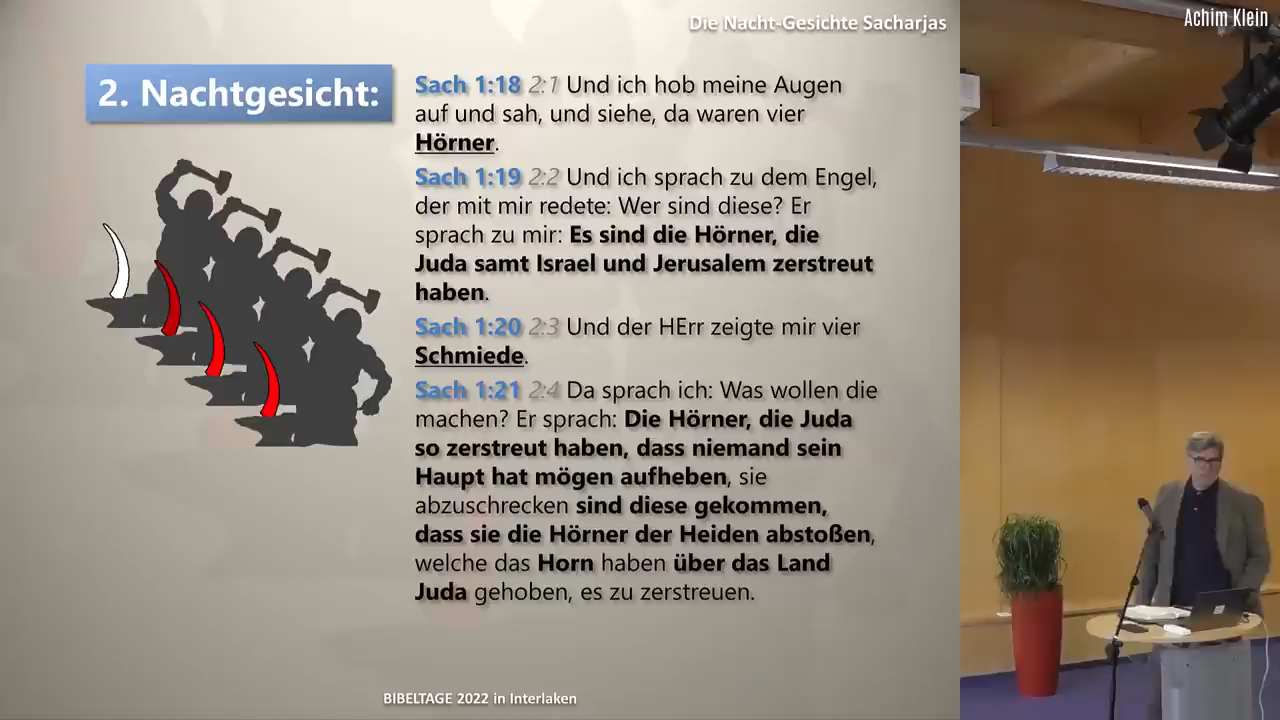 Die Nacht-Gesichte Sacharjas
Achim Klein
2. Nachtgesicht:
Sach 1:18 2:1 Und ich hob meine Augen
auf und sah, und siehe, da waren vier
Hörner.
Sach 1:19 2:2 Und ich sprach zu dem Engel,
der mit mir redete: Wer sind diese? Er
sprach zu mir: Es sind die Hörner, die
Juda samt Israel und Jerusalem zerstreut
haben.
Sach 1:20 2:3 Und der HErr zeigte mir vier
Schmiede.
Sach 1:21 2:4 Da sprach ich: Was wollen die
machen? Er sprach: Die Hörner, die Juda
so zerstreut haben, dass niemand sein
Haupt hat mögen aufheben, sie
abzuschrecken sind diese gekommen,
dass sie die Hörner der Heiden abstoßen,
welche das Horn haben über das Land
Juda gehoben, es zu zerstreuen.
BIBELTAGE 2022 in Interlaken